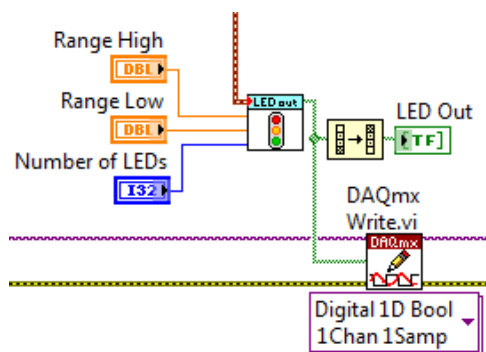 Range High
DBL
LED out
Range Low
DBL
LED Out
TF
Number of LEDs
I32
DAQmx
Write.vi
DAQmx
Digital 1D Bool
1Chan 1Samp